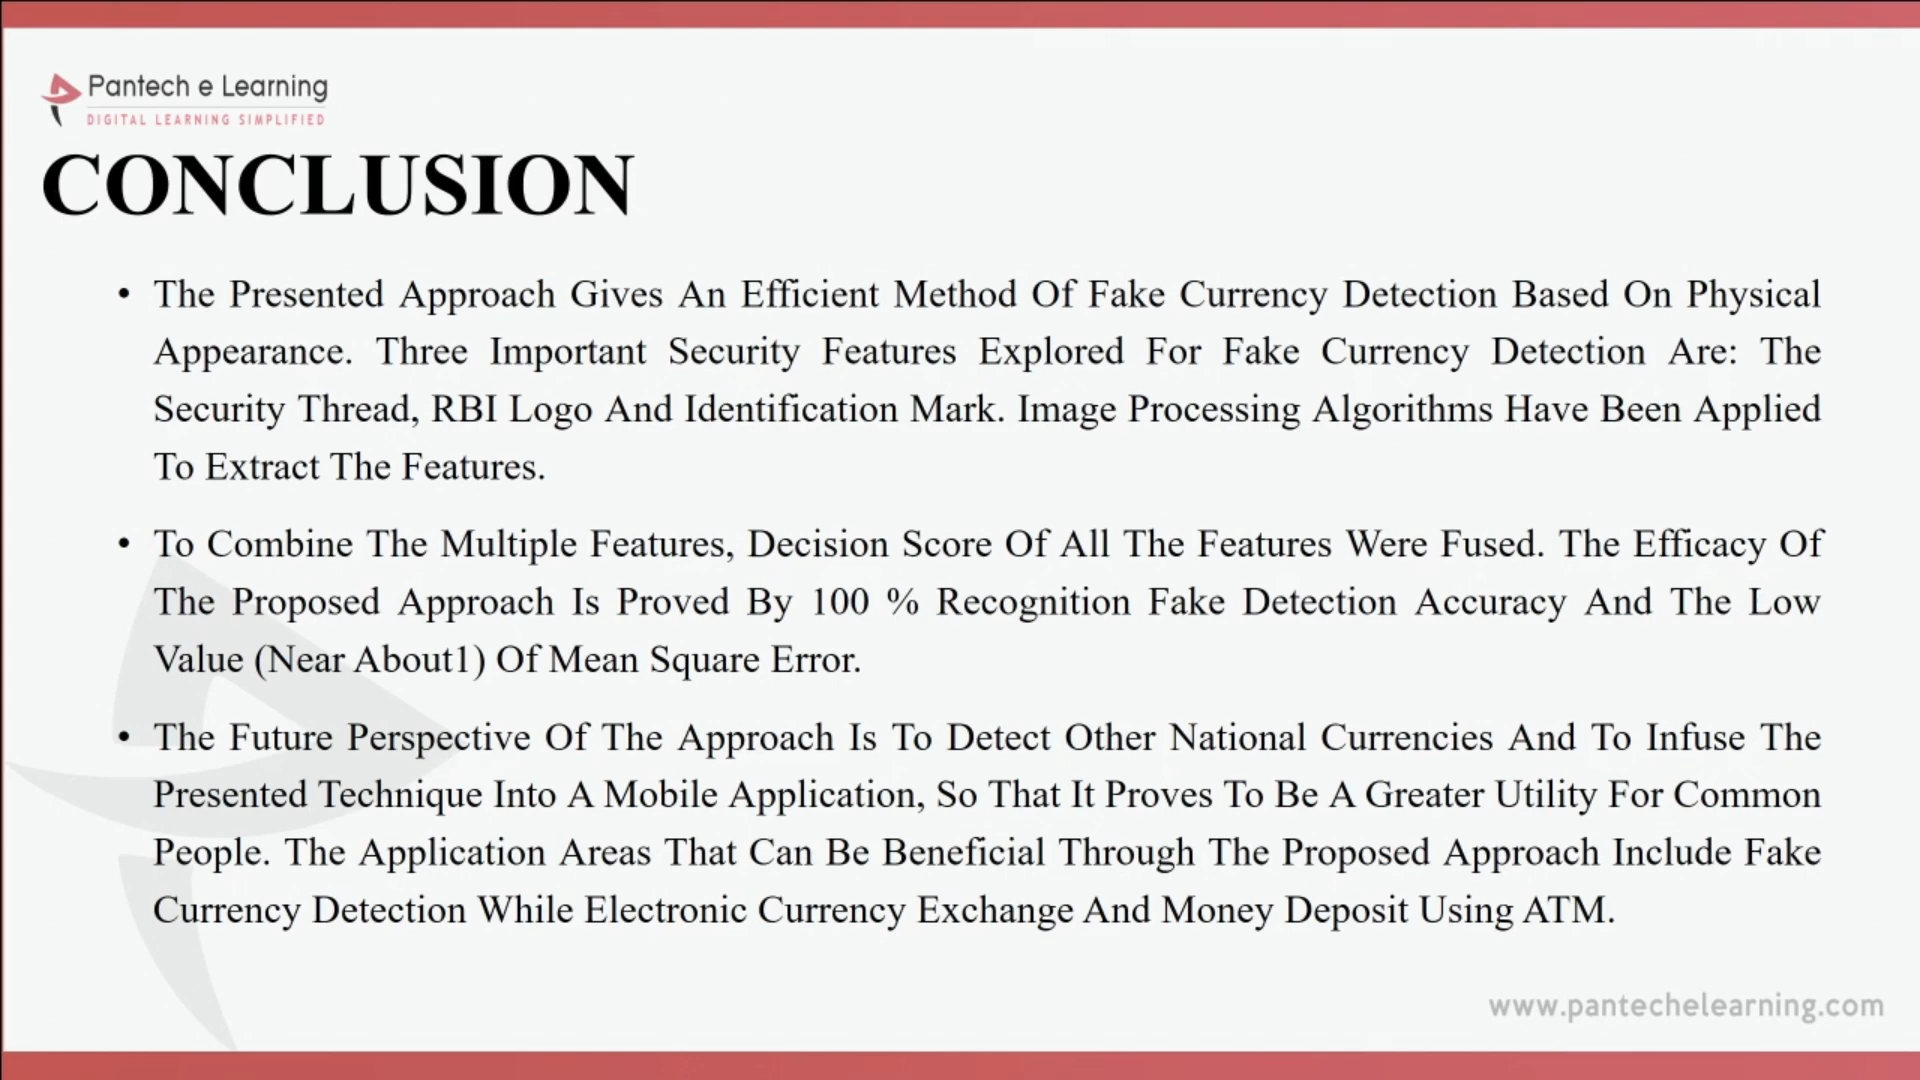 Pantech e Learning
DIGITAL LEARNING SIMPLIFIED
CONCLUSION
• The Presented Approach Gives An Efficient Method Of Fake Currency Detection Based On Physical
Appearance. Three Important Security Features Explored For Fake Currency Detection Are: The
Security Thread, RBI Logo And Identification Mark. Image Processing Algorithms Have Been Applied
To Extract The Features.
• To Combine The Multiple Features, Decision Score Of All The Features Were Fused. The Efficacy Of
The Proposed Approach Is Proved By 100 % Recognition Fake Detection Accuracy And The Low
Value (Near About1) Of Mean Square Error.
• The Future Perspective Of The Approach Is To Detect Other National Currencies And To Infuse The
Presented Technique Into A Mobile Application, So That It Proves To Be A Greater Utility For Common
People. The Application Areas That Can Be Beneficial Through The Proposed Approach Include Fake
Currency Detection While Electronic Currency Exchange And Money Deposit Using ATM.
www.pantechelearning.com